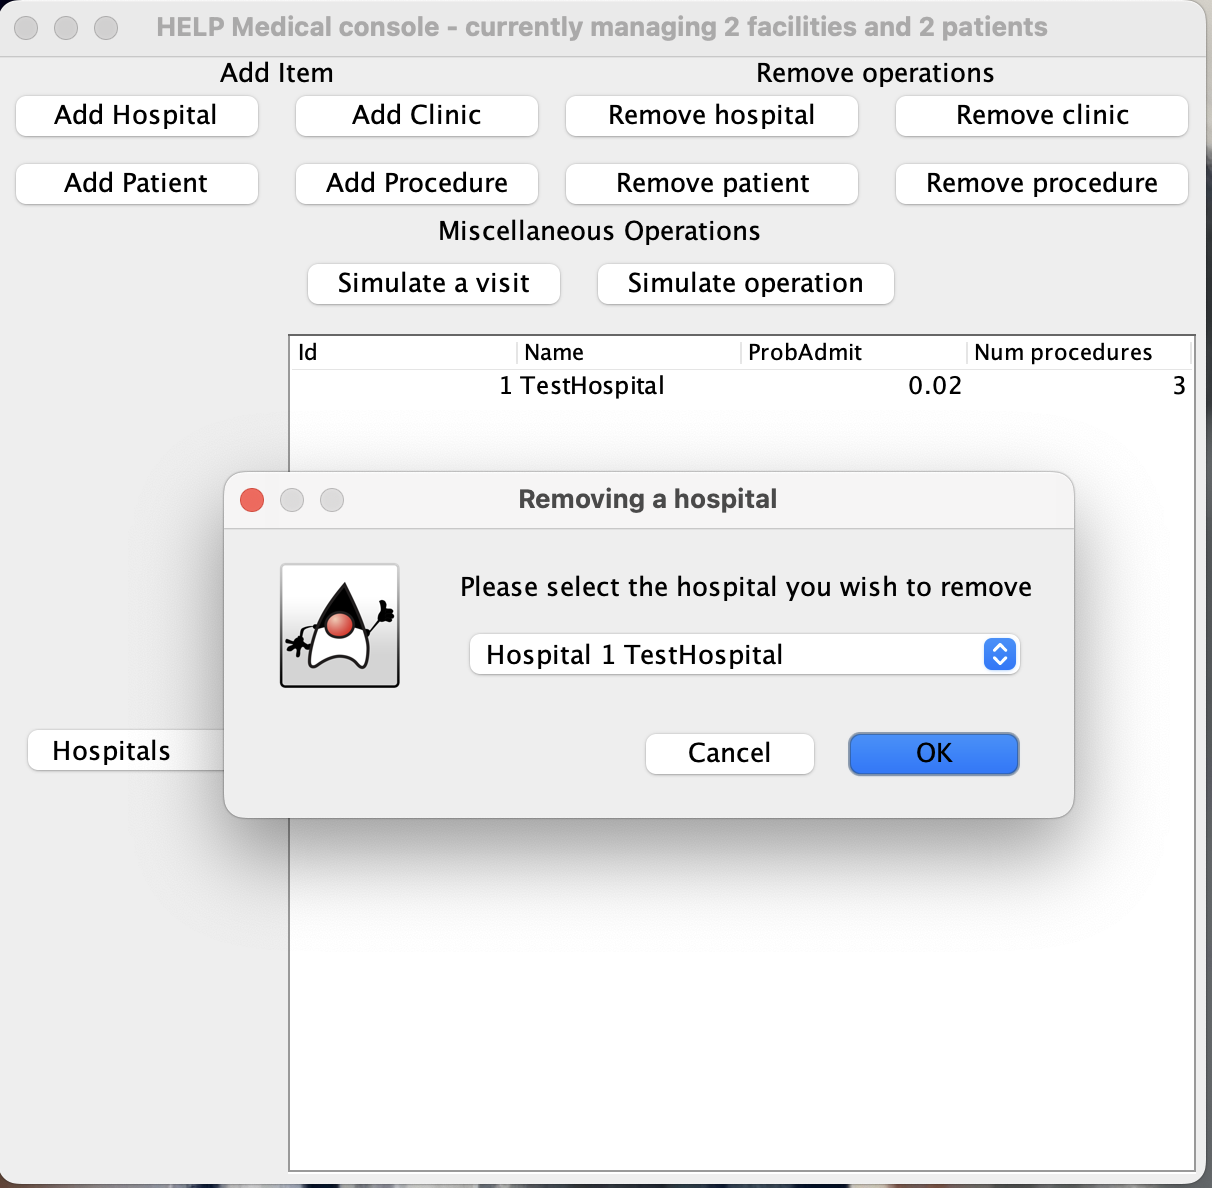 HELP Medical console - currently managing 2 facilities and 2 patients
Add Item Remove operations
Add Hospital Add Clinic Remove hospital Remove clinic
Add Patient Add Procedure Remove patient Remove procedure
Miscellaneous Operations
Simulate a visit Simulate operation
Id Name ProbAdmit Num procedures
1 TestHospital 0.02 3
Removing a hospital
Please select the hospital you wish to remove
Hospital 1 TestHospital
Hospitals
Cancel OK